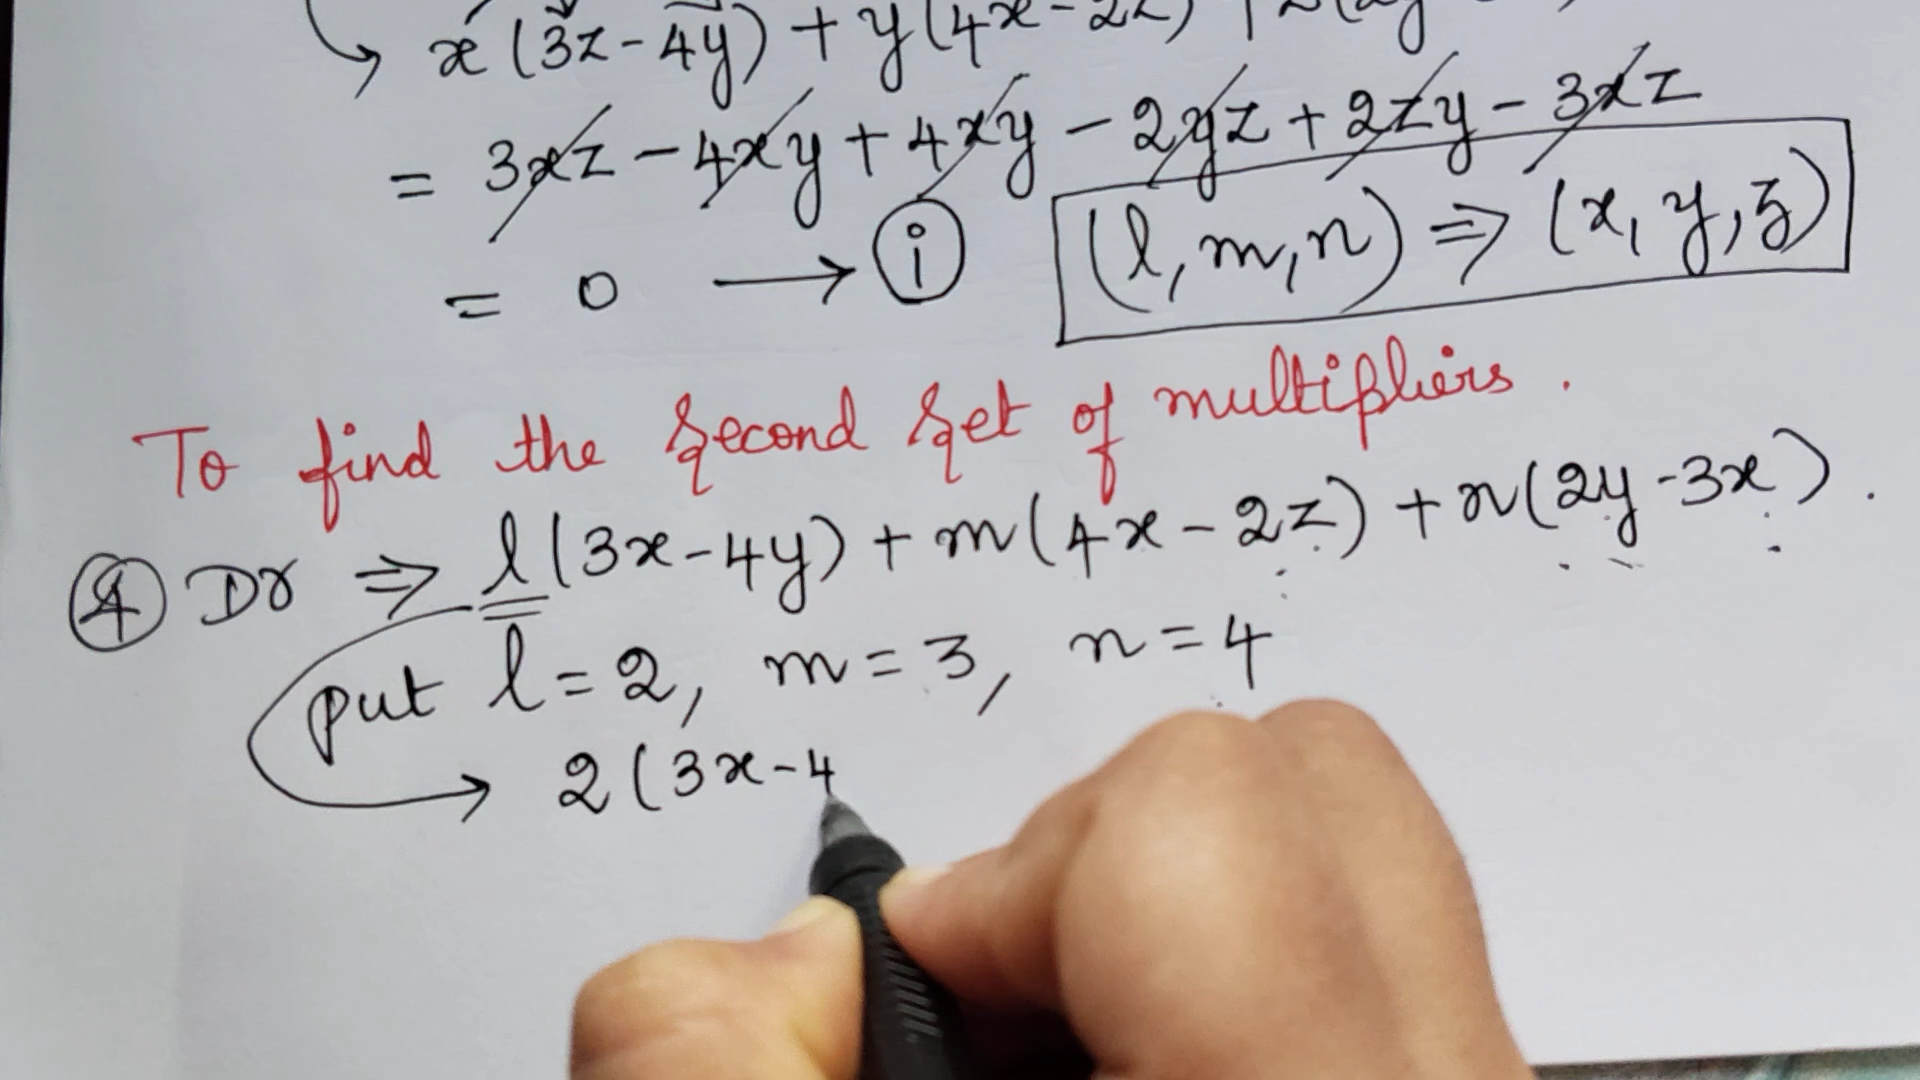 x(3z-4y)+y(4x-2z)
= 3xz - 4xy + 4xy - 2yz + 2zy - 3xz
= 0 → (i) (l, m, n) ⇒ (x, y, z)
To find the second set of multipliers.
Dr ⇒ l(3x-4y)+m(4x-2z)+n(2y-3x).
put l=2, m=3, n=4
→ 2(3x-4